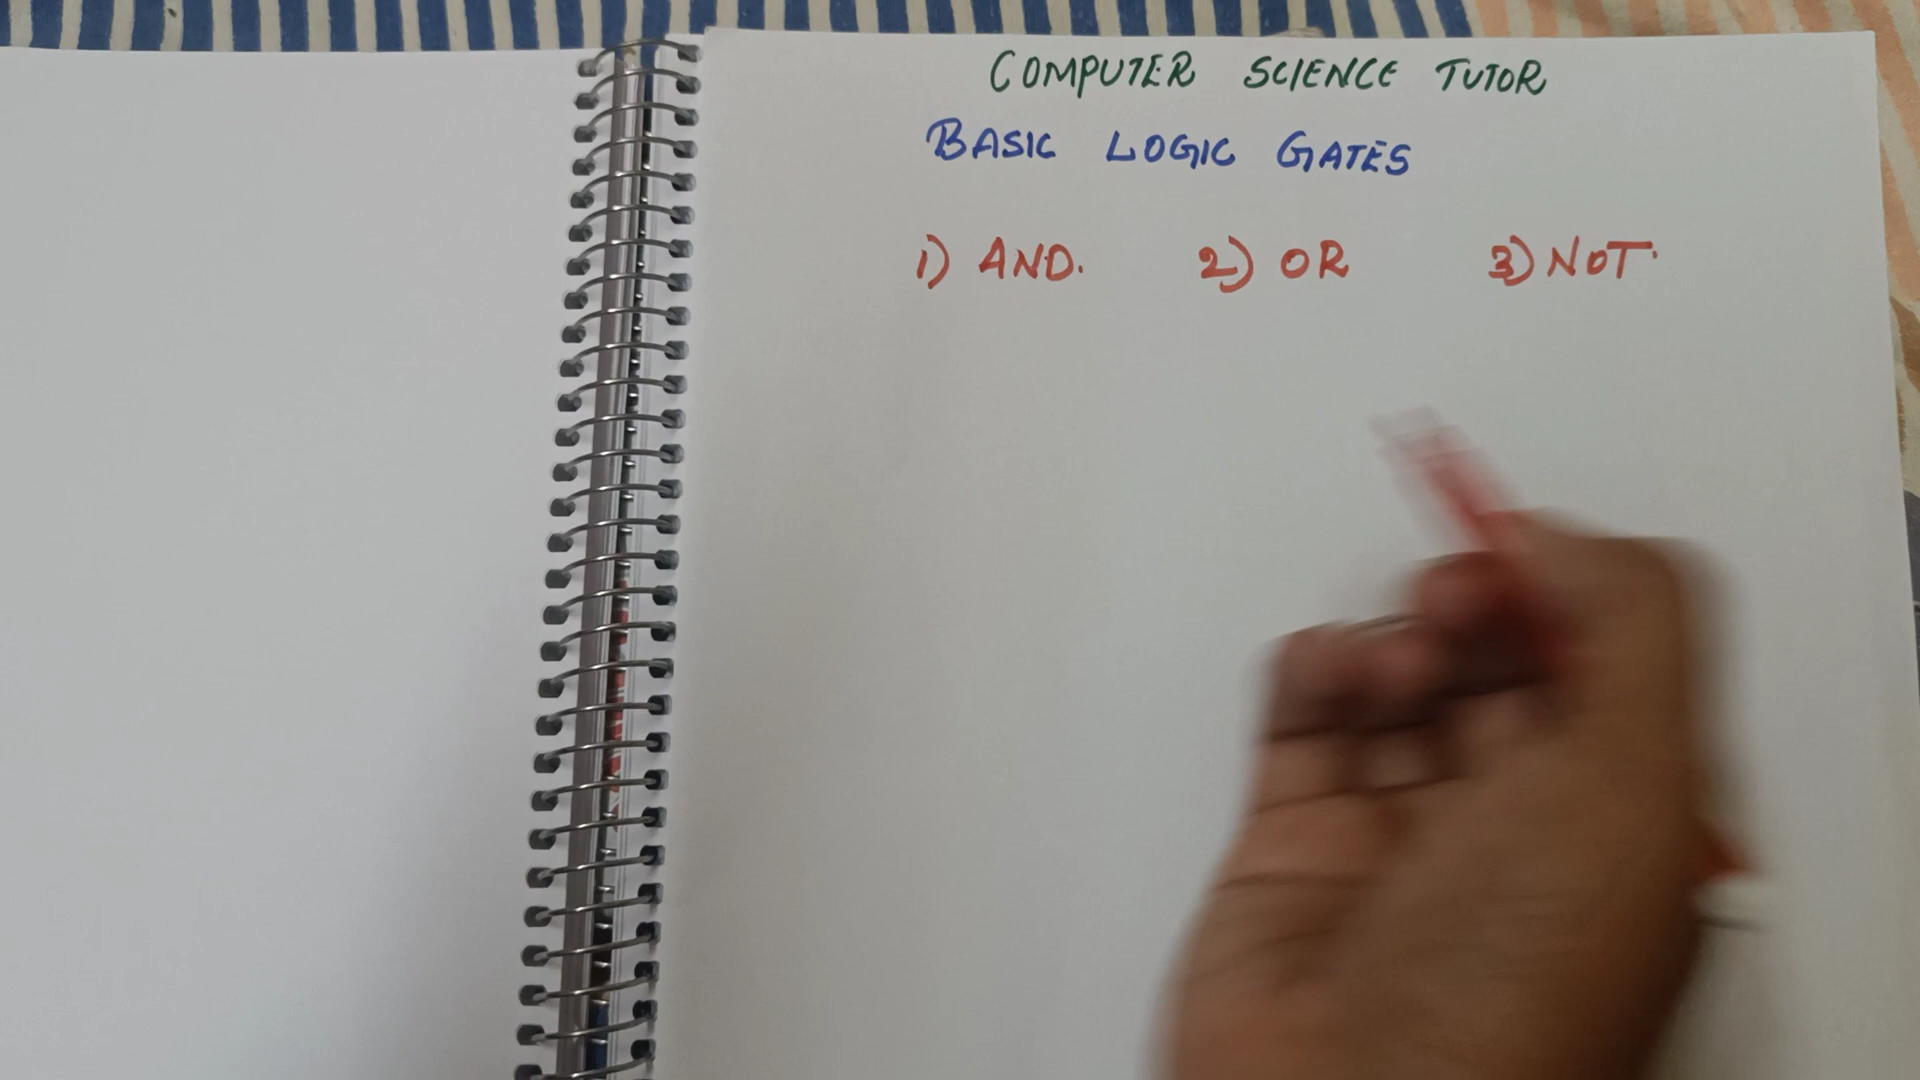 COMPUTER SCIENCE TUTOR
BASIC LOGIC GATES
1) AND. 2) OR 3) NOT.